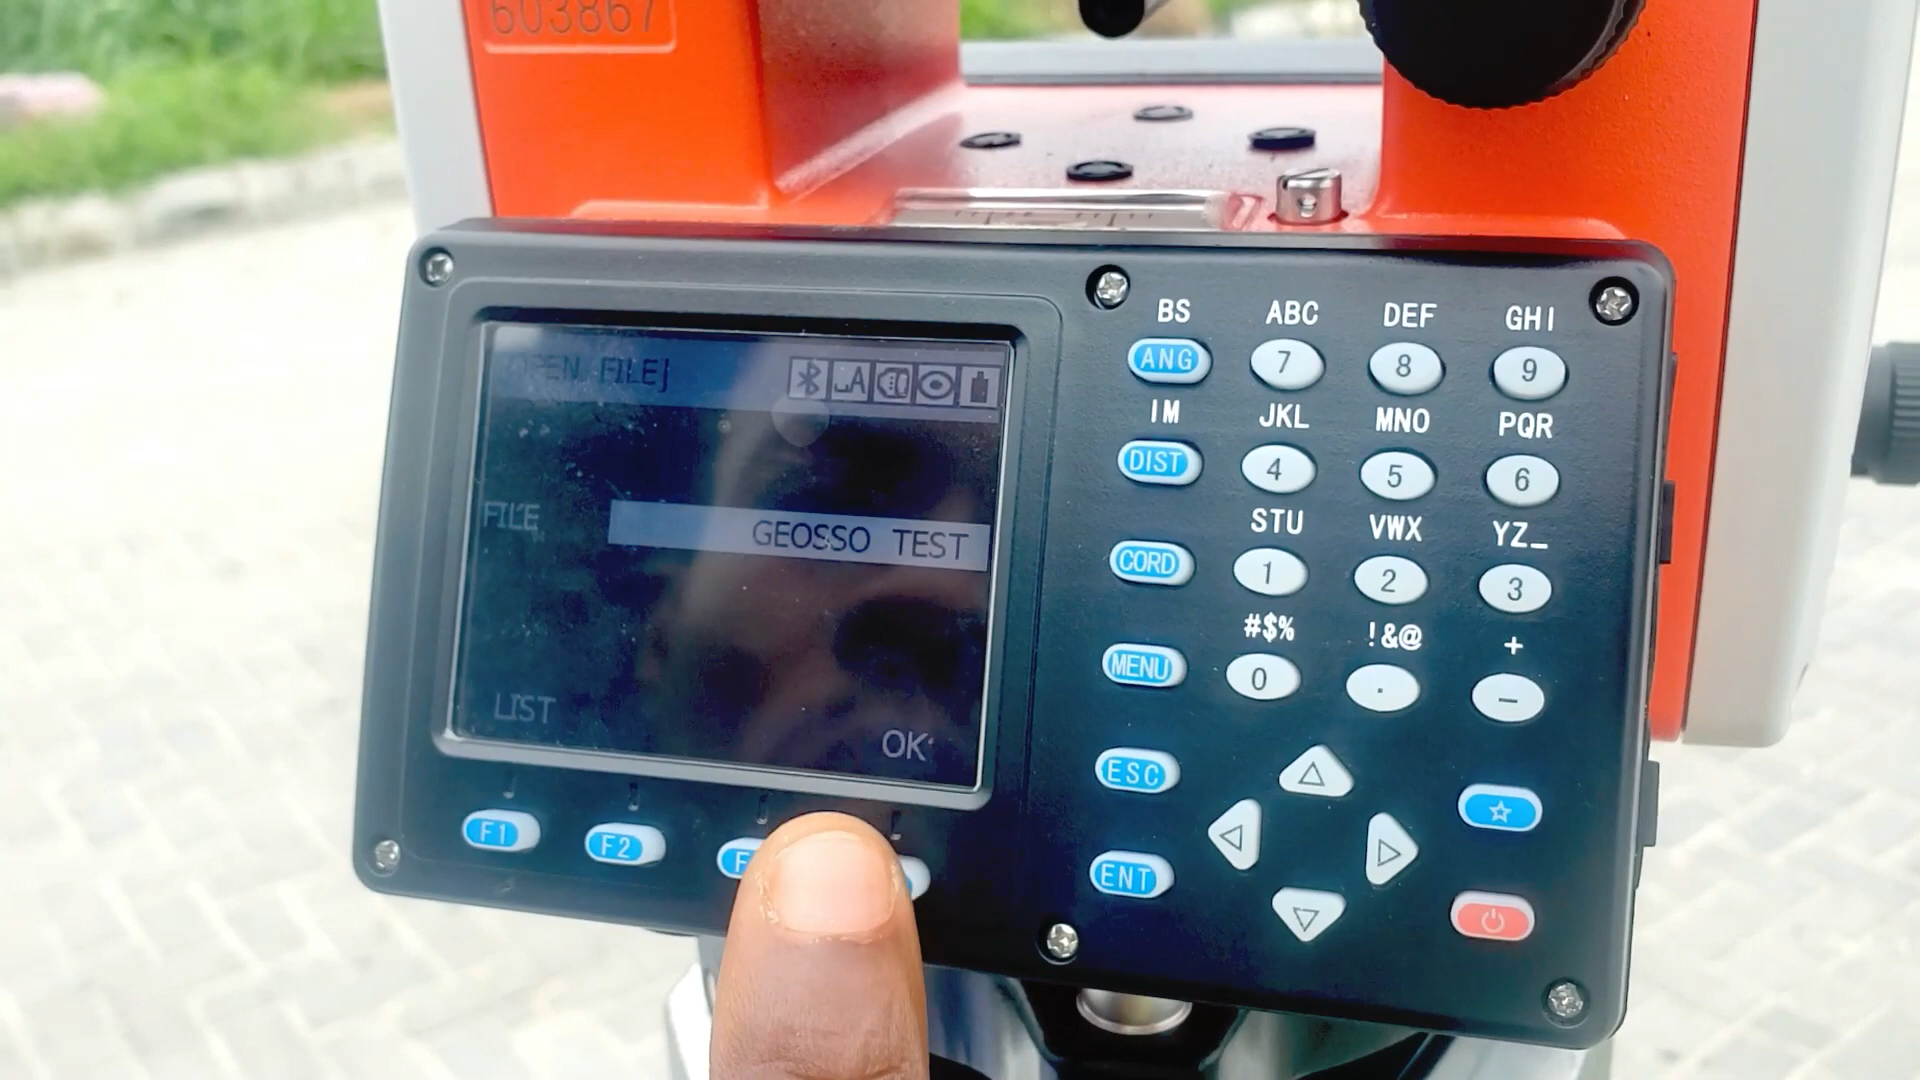 603867
OPEN FILE]
A
FILE GEOSSO TEST
LIST OK
F1 F2 F
BS ABC DEF GHI
ANG 7 8 9
IM JKL MNO PQR
DIST 4 5 6
STU VWX YZ_
CORD 1 2 3
#$% !&@ +
MENU 0 . −
ESC
ENT